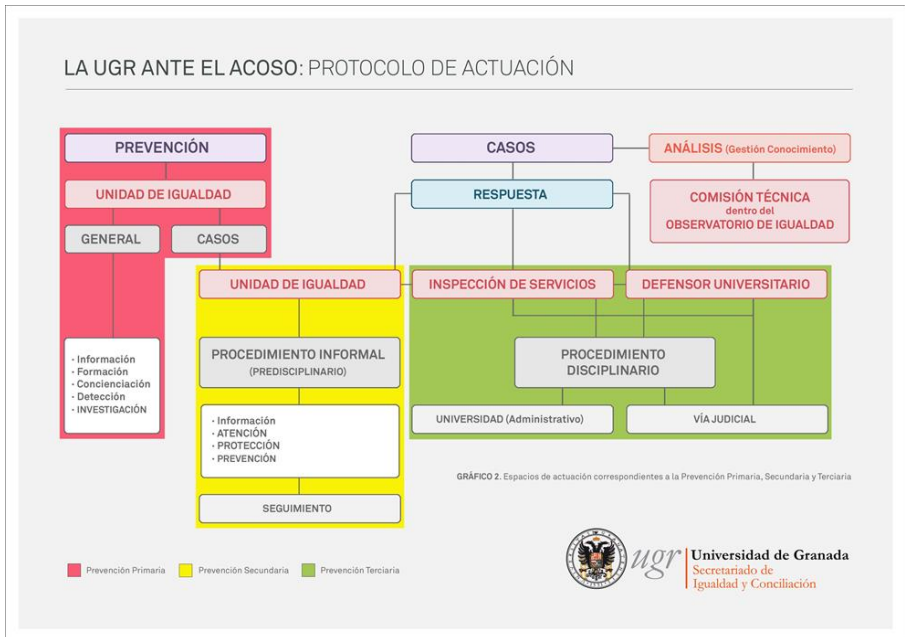 LA UGR ANTE EL ACOSO: PROTOCOLO DE ACTUACIÓN
PREVENCIÓN
UNIDAD DE IGUALDAD
GENERAL
CASOS
· Información
· Formación
· Concienciación
· Detección
· INVESTIGACIÓN
CASOS
RESPUESTA
ANÁLISIS (Gestión Conocimiento)
COMISIÓN TÉCNICA
dentro del
OBSERVATORIO DE IGUALDAD
UNIDAD DE IGUALDAD
INSPECCIÓN DE SERVICIOS
DEFENSOR UNIVERSITARIO
PROCEDIMIENTO INFORMAL
(PREDISCIPLINARIO)
· Información
· ATENCIÓN
· PROTECCIÓN
· PREVENCIÓN
SEGUIMIENTO
PROCEDIMIENTO
DISCIPLINARIO
UNIVERSIDAD (Administrativo)
VÍA JUDICIAL
GRÁFICO 2. Espacios de actuación correspondientes a la Prevención Primaria, Secundaria y Terciaria
Prevención Primaria
Prevención Secundaria
Prevención Terciaria
ugr
Universidad de Granada
Secretariado de
Igualdad y Conciliación